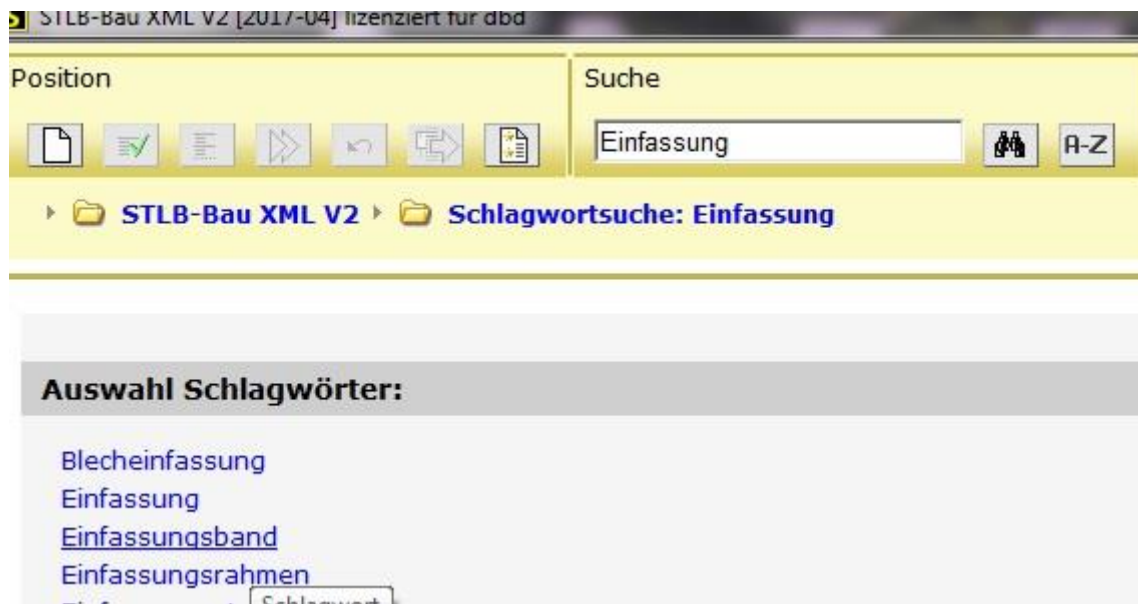 STLB-Bau XML V2 [2017-04] lizenziert für dbd
Position
Suche
Einfassung
A-Z
STLB-Bau XML V2
Schlagwortsuche: Einfassung
Auswahl Schlagwörter:
Blecheinfassung
Einfassung
Einfassungsband
Einfassungsrahmen
Schlagwort